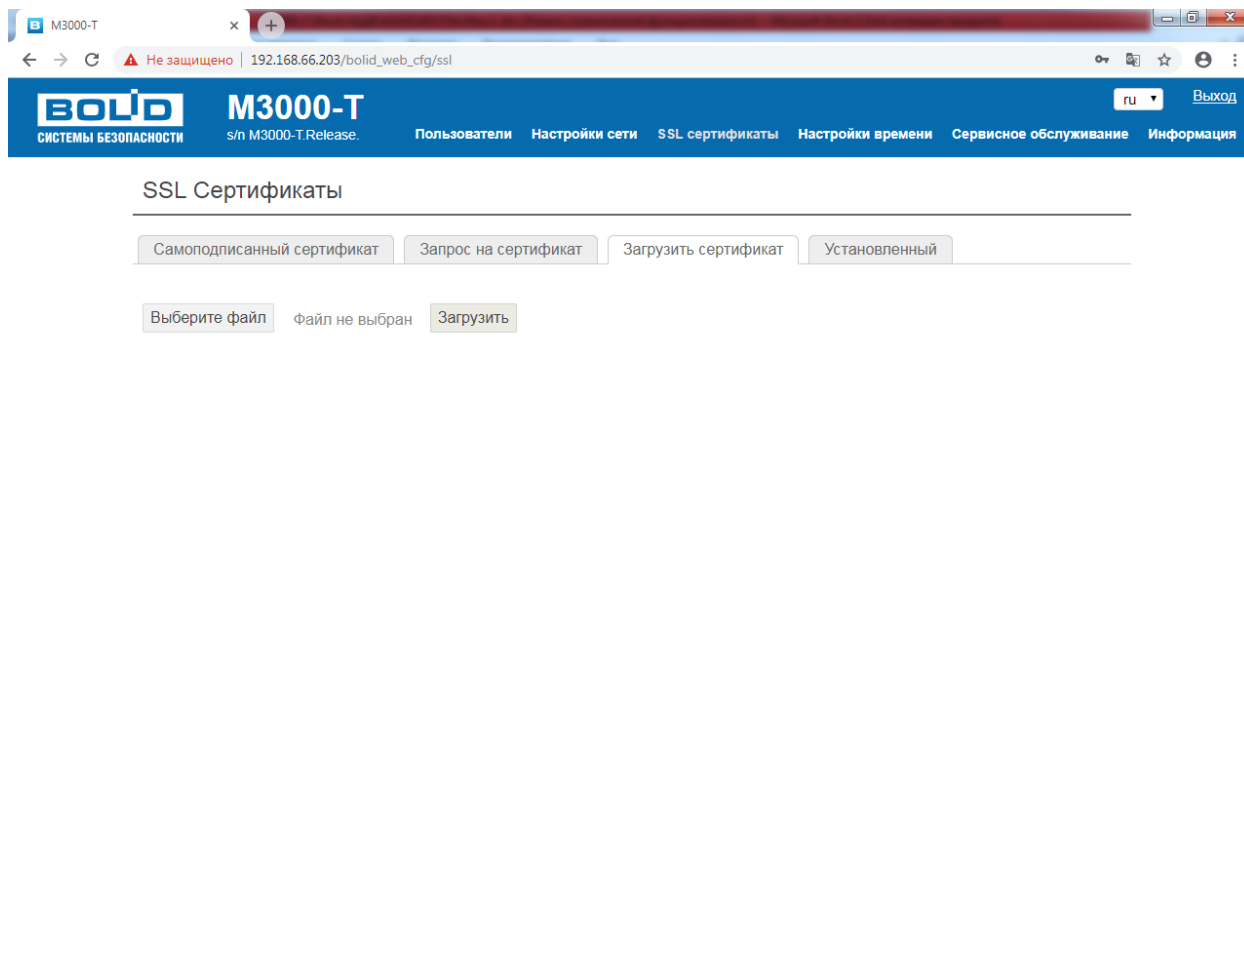 M3000-T
Не защищено | 192.168.66.203/bolid_web_cfg/ssl
BOLID
СИСТЕМЫ БЕЗОПАСНОСТИ
M3000-T
s/n M3000-T.Release.
ru
Выход
Пользователи Настройки сети SSL сертификаты Настройки времени Сервисное обслуживание Информация
SSL Сертификаты
Самоподписанный сертификат Запрос на сертификат Загрузить сертификат Установленный
Выберите файл Файл не выбран Загрузить